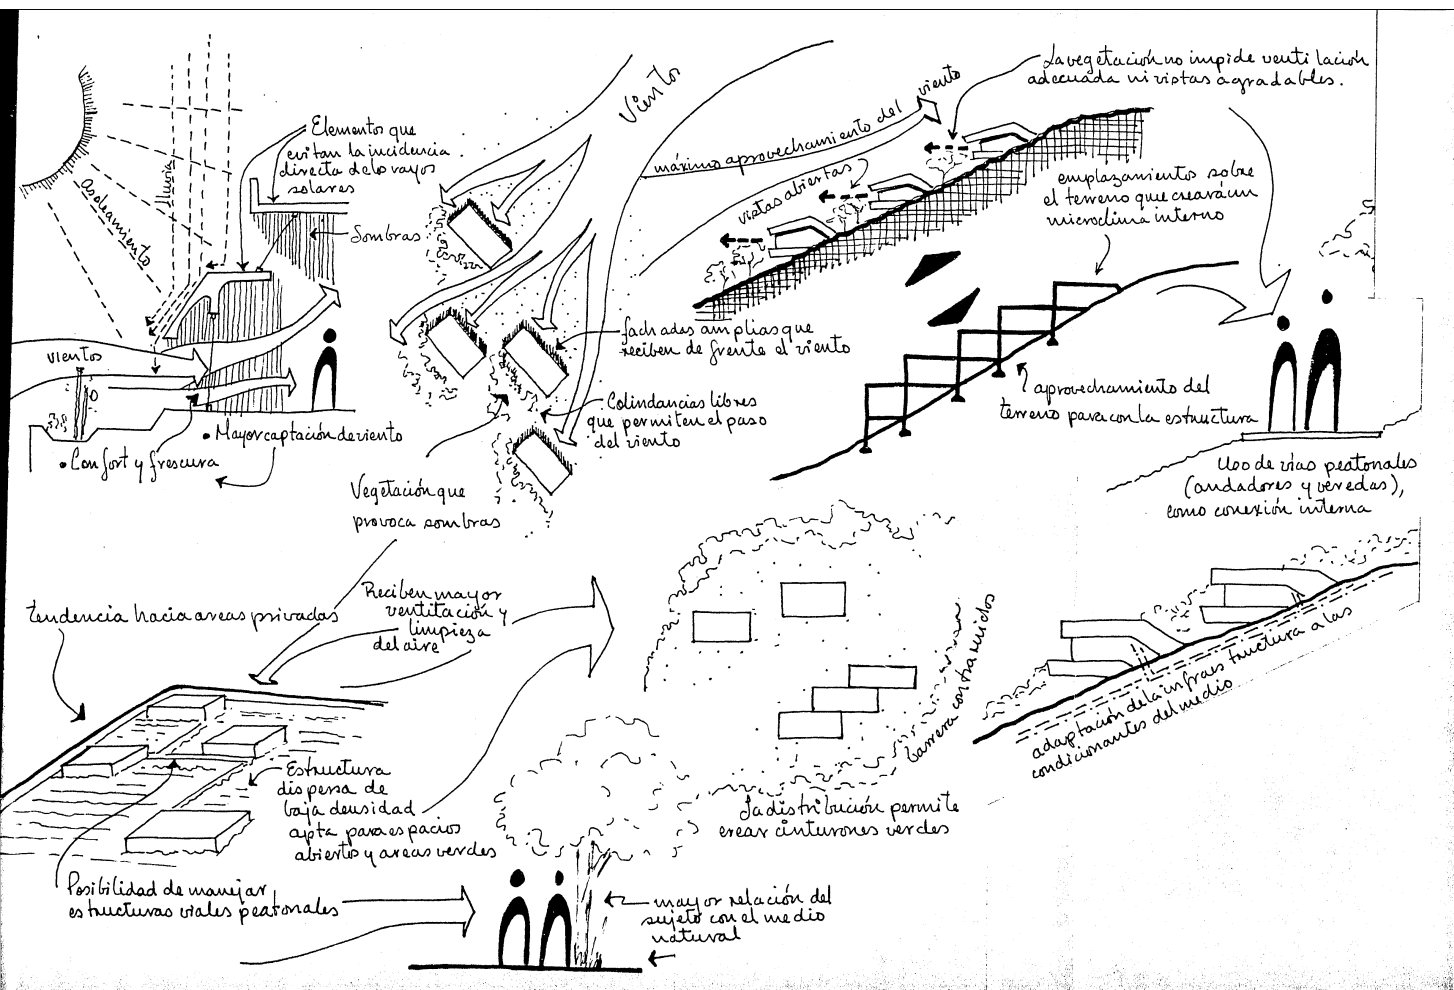 Elementos que
evitan la incidencia
directa de los rayos
solares
lluvia
Asoleamiento
Sombras
vientos
• Mayor captación de viento
• Confort y frescura
Viento
máximo aprovechamiento del viento
vistas abiertas
La vegetación no impide ventilación
adecuada ni vistas agradables.
emplazamientos sobre
el terreno que creará un
microclima interno
fachadas amplias que
reciben de frente el viento
Colindancias libres
que permiten el paso
del viento
Vegetación que
provoca sombras
aprovechamiento del
terreno para con la estructura
Uso de vías peatonales
(andadores y veredas),
como conexión interna
tendencia hacia areas privadas
Reciben mayor
ventitación y
limpieza
del aire
Estructura
dispersa de
baja densidad
apta para espacios
abiertos y areas verdes
Posibilidad de manejar
estructuras viales peatonales
barrera contra ruidos
La distribución permite
crear cinturones verdes
mayor relación del
sujeto con el medio
natural
adaptación de la infraestructura a las
condicionantes del medio